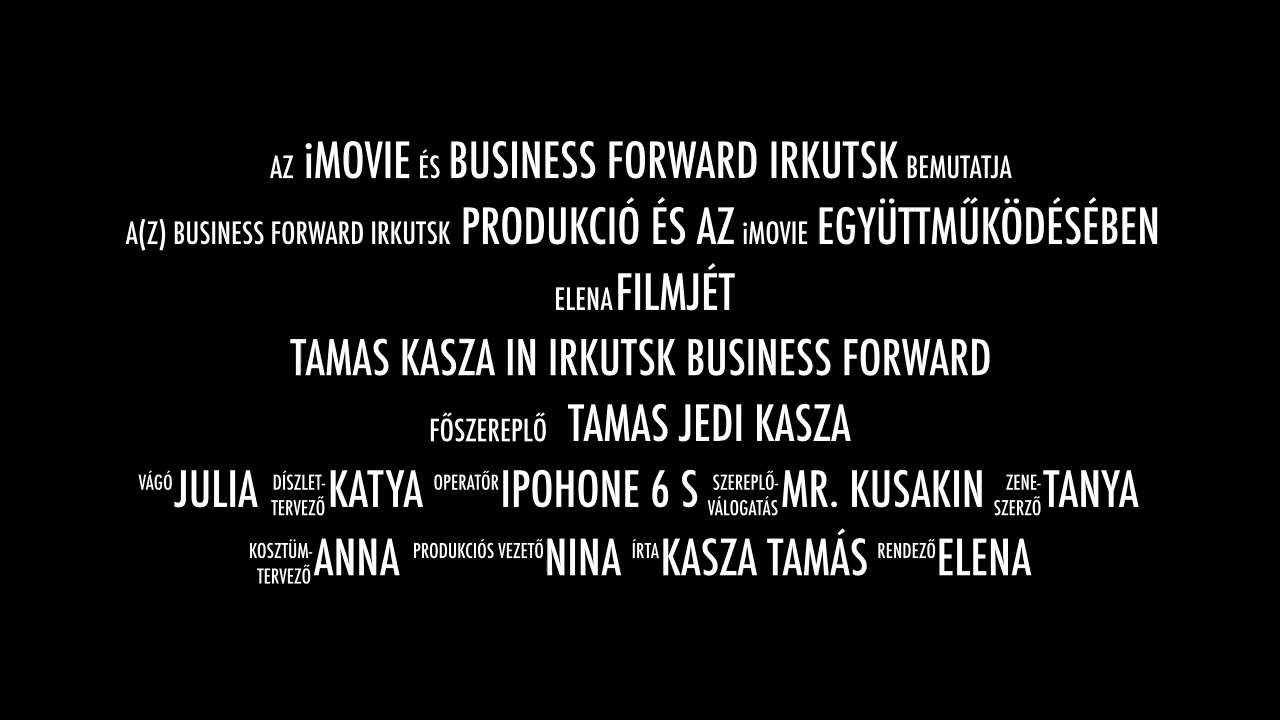 AZ iMOVIE ÉS BUSINESS FORWARD IRKUTSK BEMUTATJA
A(Z) BUSINESS FORWARD IRKUTSK PRODUKCIÓ ÉS AZ iMOVIE EGYÜTTMŰKÖDÉSÉBEN
ELENA FILMJÉT
TAMAS KASZA IN IRKUTSK BUSINESS FORWARD
FŐSZEREPLŐ TAMAS JEDI KASZA
VÁGÓ JULIA DÍSZLET-TERVEZŐ KATYA OPERATŐR IPOHONE 6 S SZEREPLŐ-VÁLOGATÁS MR. KUSAKIN ZENE-SZERZŐ TANYA
KOSZTÜM-TERVEZŐ ANNA PRODUKCIÓS VEZETŐ NINA ÍRTA KASZA TAMÁS RENDEZŐ ELENA